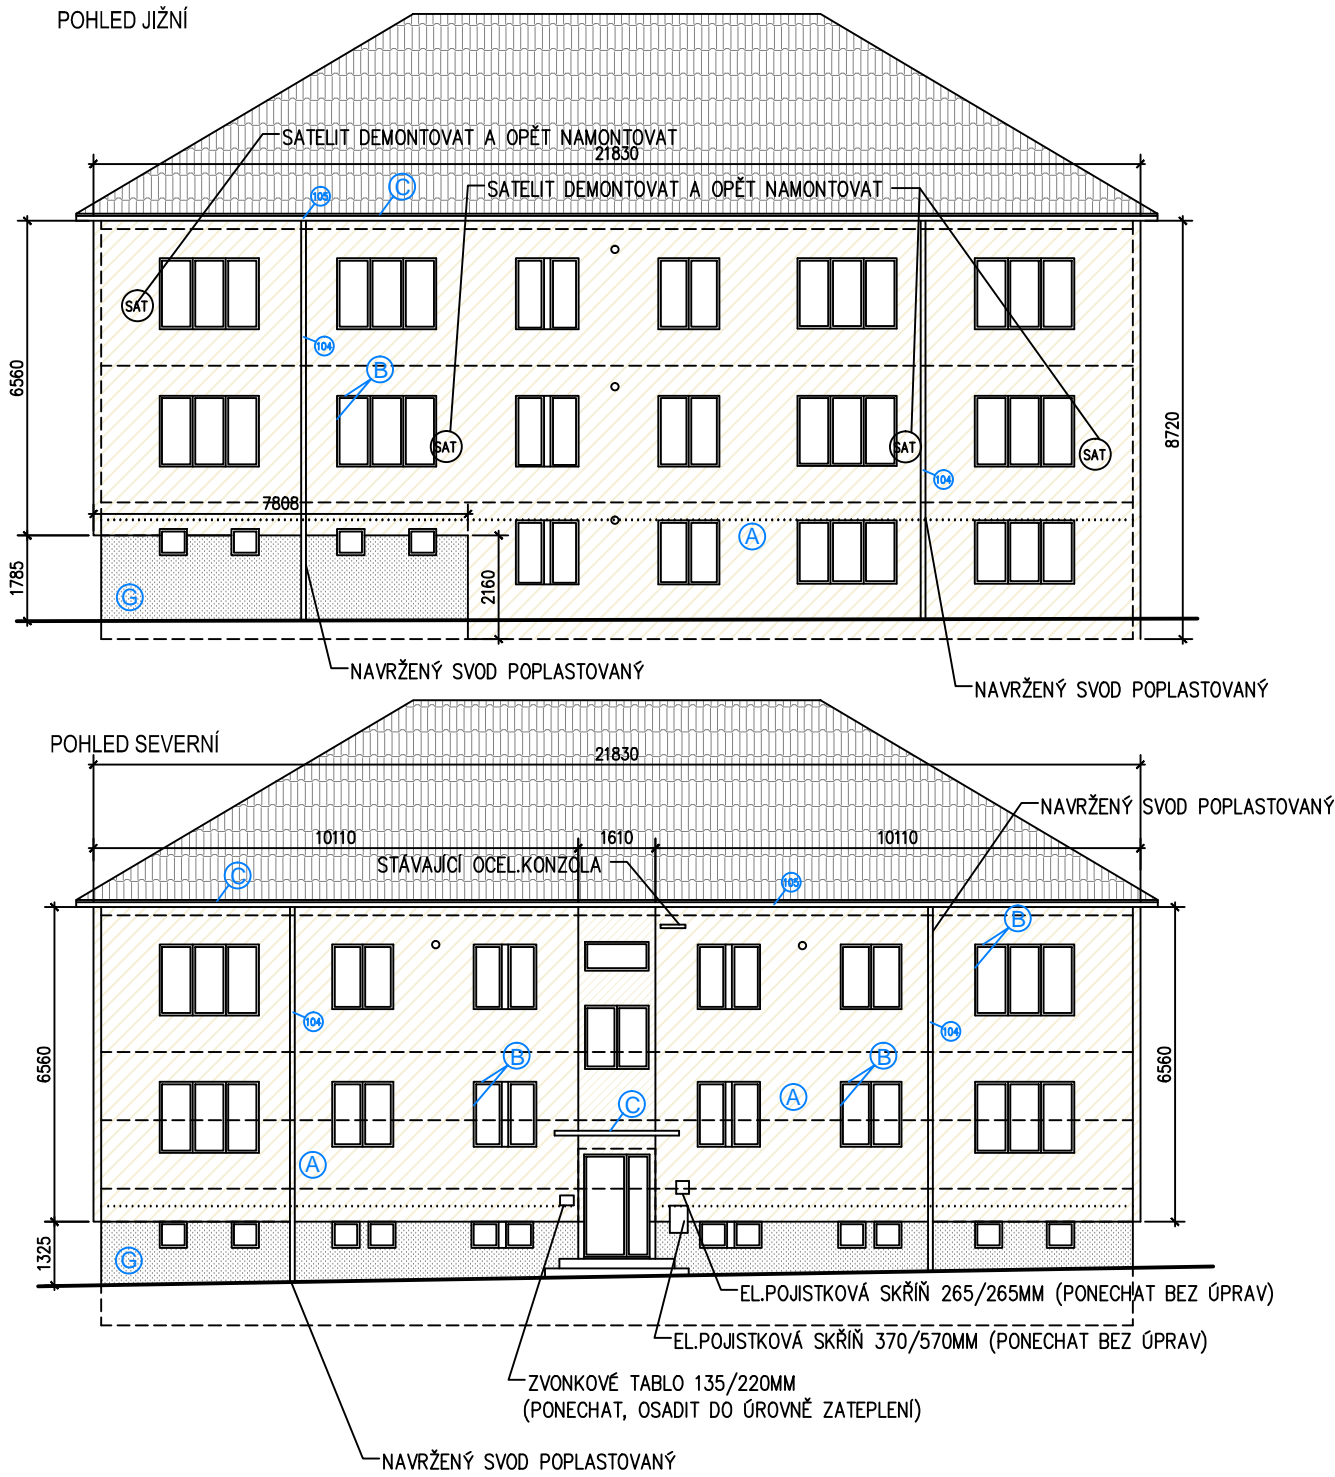 POHLED JIŽNÍ
SATELIT DEMONTOVAT A OPĚT NAMONTOVAT
21830
SATELIT DEMONTOVAT A OPĚT NAMONTOVAT
105
C
SAT
104
B
6560
8720
SAT
SAT
SAT
104
7808
A
1785
G
2160
NAVRŽENÝ SVOD POPLASTOVANÝ
NAVRŽENÝ SVOD POPLASTOVANÝ
POHLED SEVERNÍ
21830
NAVRŽENÝ SVOD POPLASTOVANÝ
10110
1610
10110
STÁVAJÍCÍ OCEL.KONZOLA
C
105
B
104
104
6560
6560
B
B
A
C
A
1325
G
EL.POJISTKOVÁ SKŘÍŇ 265/265MM (PONECHAT BEZ ÚPRAV)
EL.POJISTKOVÁ SKŘÍŇ 370/570MM (PONECHAT BEZ ÚPRAV)
ZVONKOVÉ TABLO 135/220MM
(PONECHAT, OSADIT DO ÚROVNĚ ZATEPLENÍ)
NAVRŽENÝ SVOD POPLASTOVANÝ